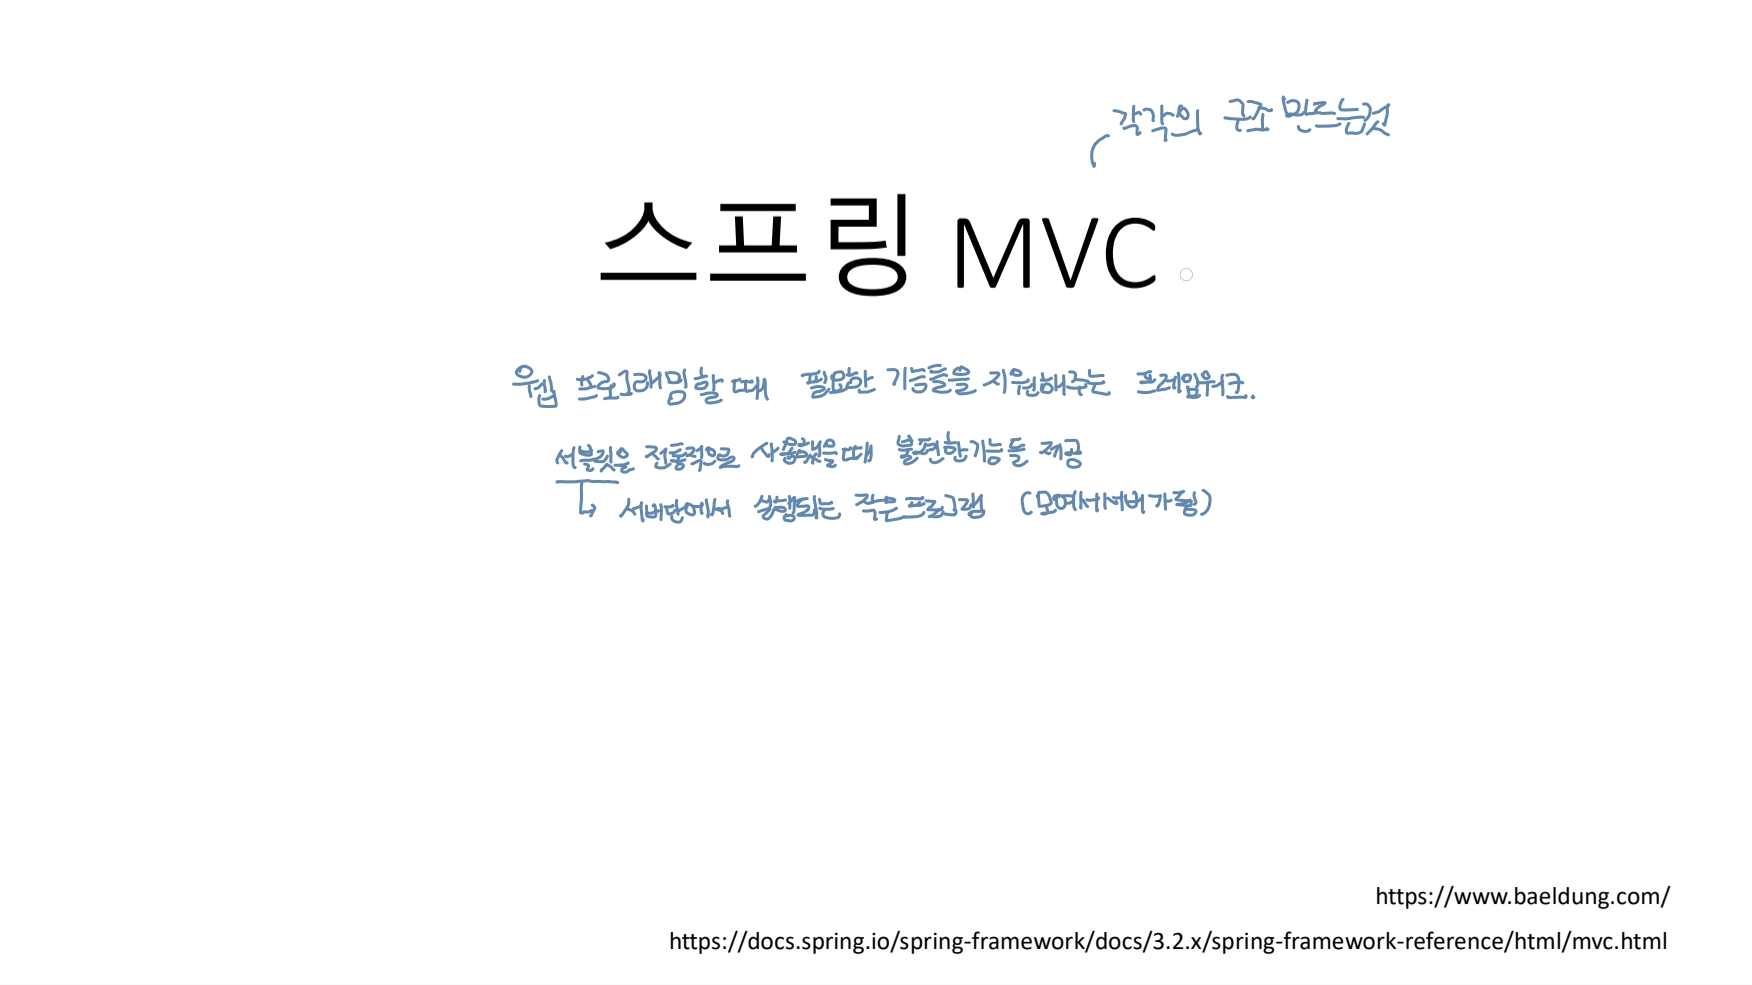 각각의 구조 만드는것
스프링 MVC
웹 프로그래밍할때 필요한 기능들을 지원해주는 프레임워크.
서블릿을 전통적으로 사용했을때 불편한기능들 제공
↳ 서버단에서 실행되는 작은프로그램 (모여서서버가됨)
https://www.baeldung.com/
https://docs.spring.io/spring-framework/docs/3.2.x/spring-framework-reference/html/mvc.html